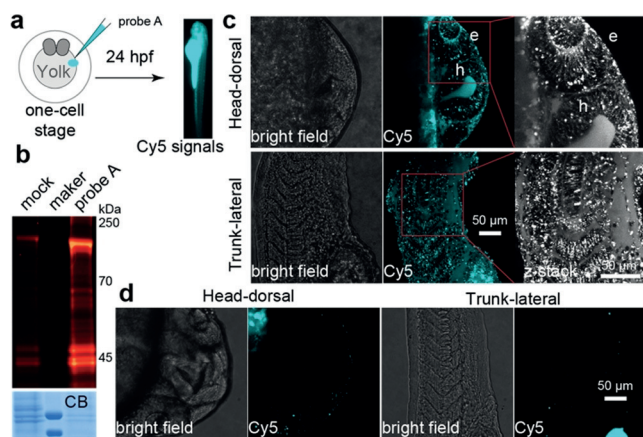 a
probe A
Yolk
24 hpf
one-cell
stage
Cy5 signals
b
mock
maker
probe A
kDa
250
70
45
CB
c
Head-dorsal
bright field
Cy5
e
h
e
h
Trunk-lateral
bright field
Cy5
50 µm
z-stack
50 µm
d
Head-dorsal
Trunk-lateral
bright field
Cy5
bright field
Cy5
50 µm